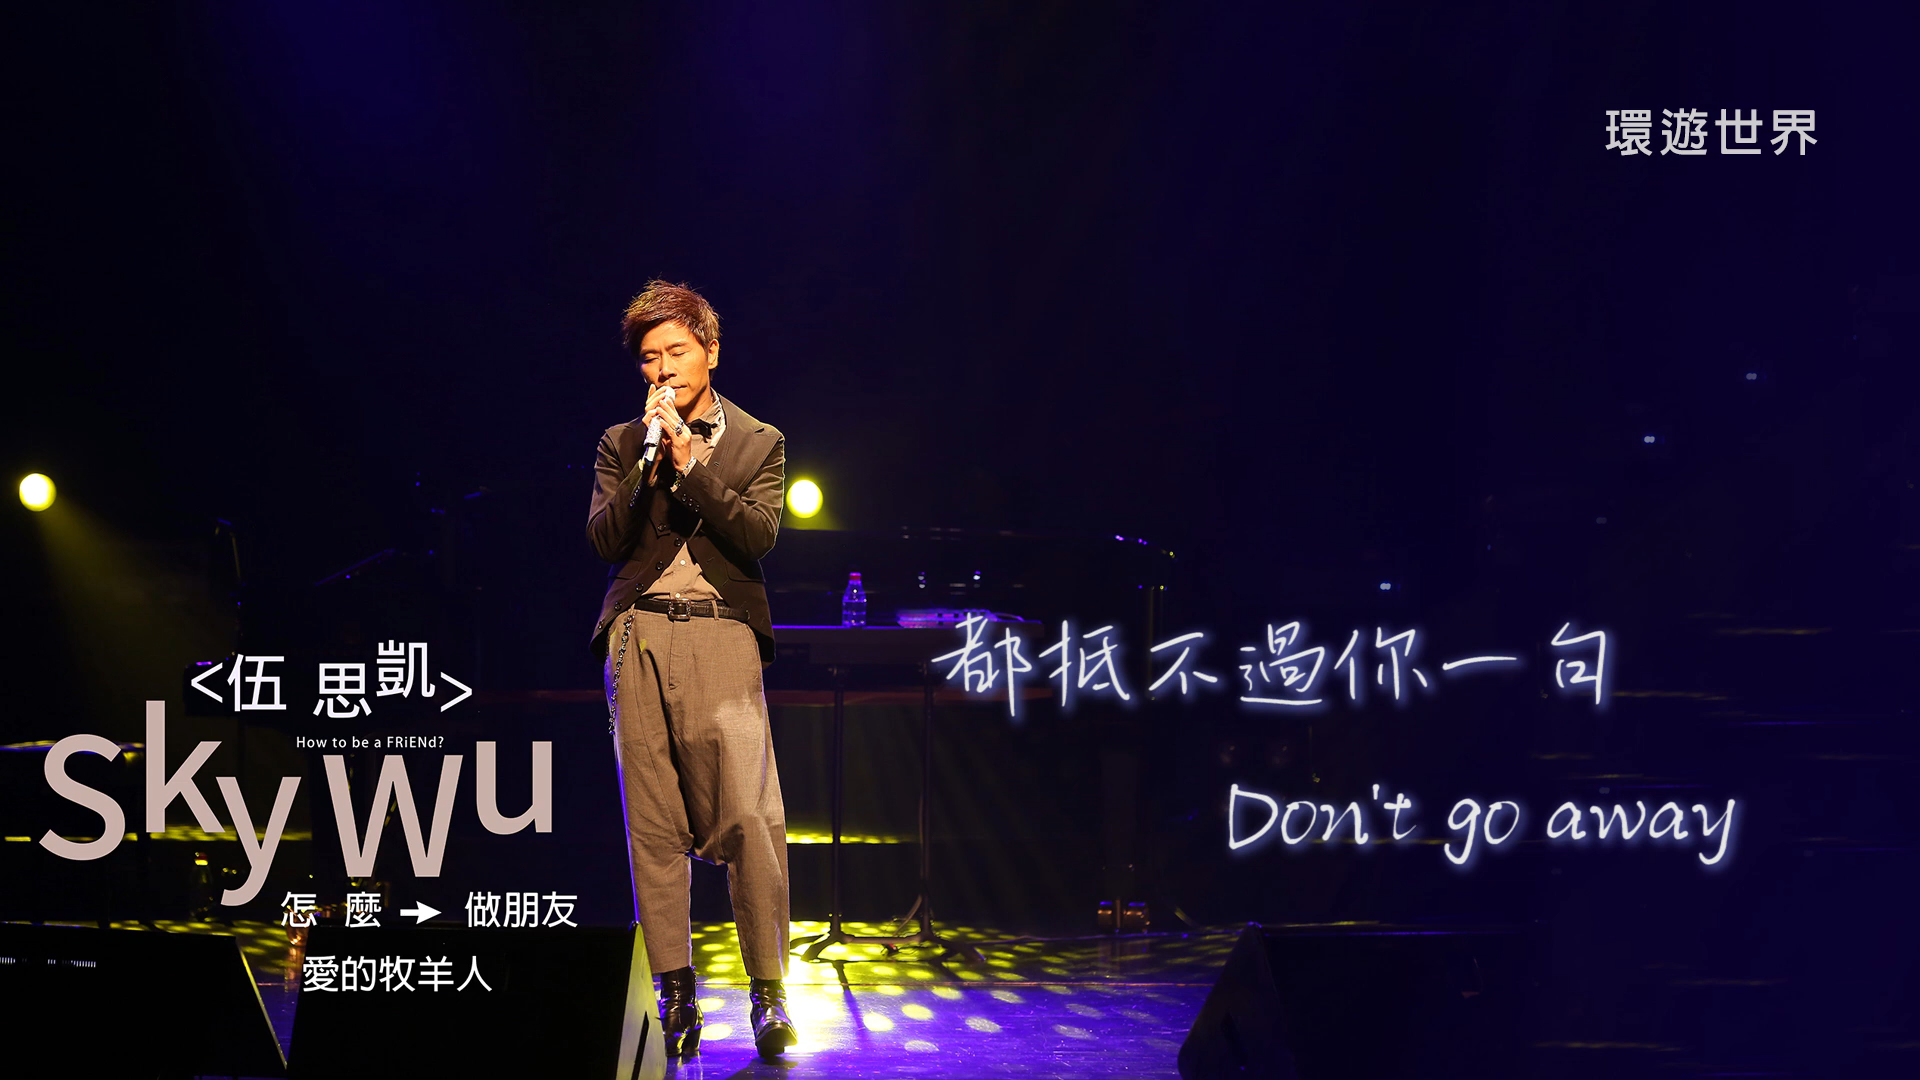 環遊世界
都抵不過你一句
Don't go away
<伍思凱>
sky wu
How to be a FRiENd?
怎麼→做朋友
愛的牧羊人